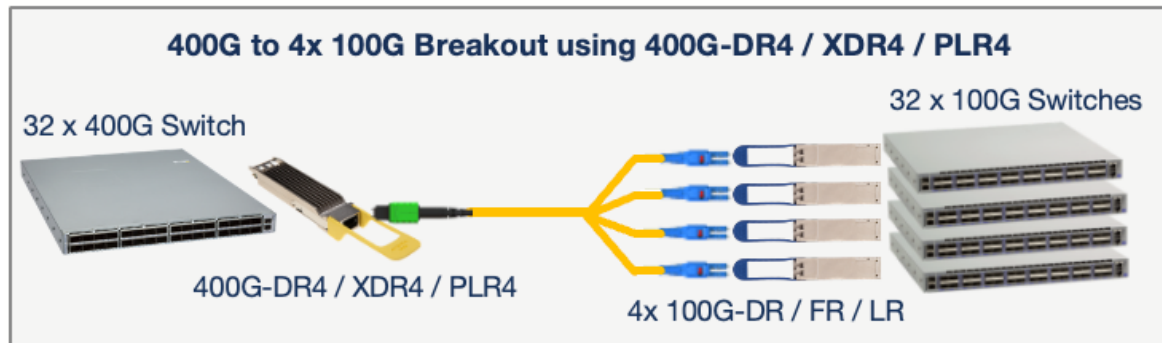 400G to 4x 100G Breakout using 400G-DR4 / XDR4 / PLR4
32 x 400G Switch
32 x 100G Switches
400G-DR4 / XDR4 / PLR4
4x 100G-DR / FR / LR